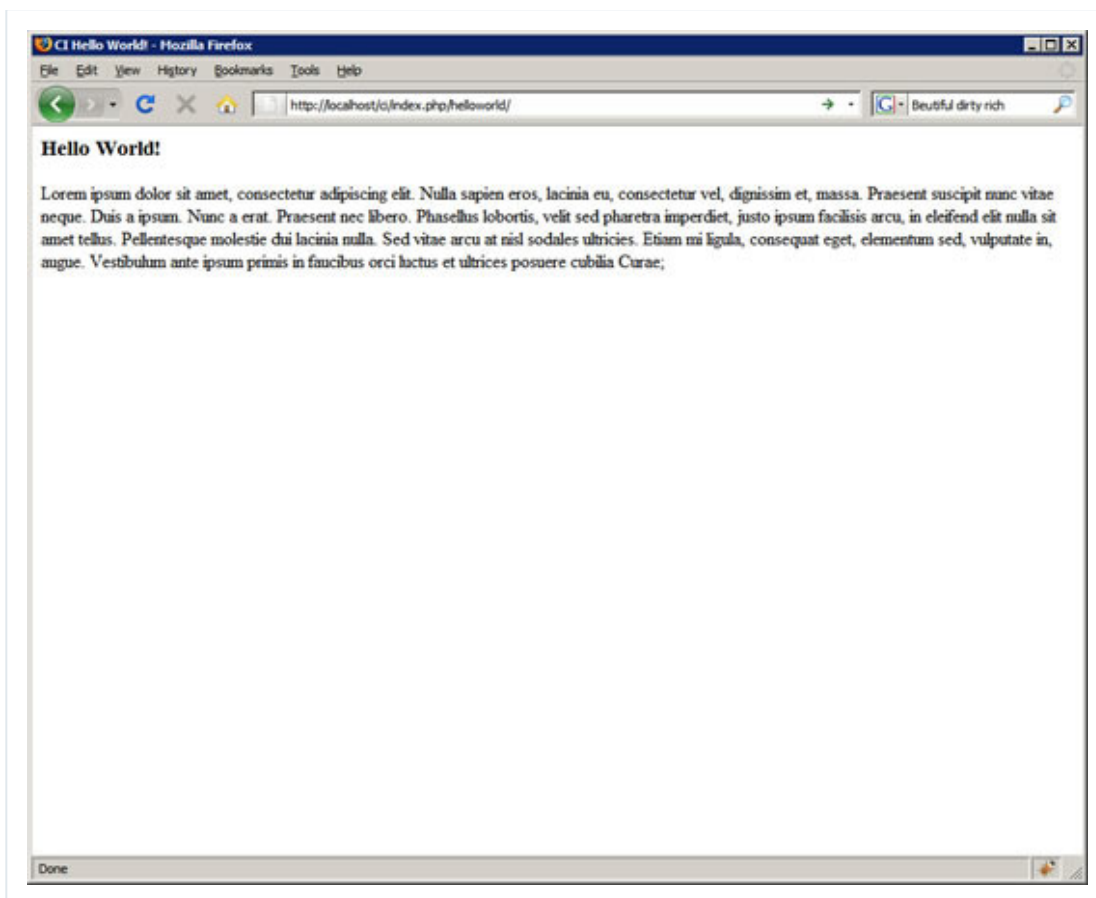 CI Hello World! - Mozilla Firefox
File Edit View History Bookmarks Tools Help
http://localhost/ci/index.php/helloworld/ G Beutiful dirty rich
Hello World!
Lorem ipsum dolor sit amet, consectetur adipiscing elit. Nulla sapien eros, lacinia eu, consectetur vel, dignissim et, massa. Praesent suscipit nunc vitae
neque. Duis a ipsum. Nunc a erat. Praesent nec libero. Phasellus lobortis, velit sed pharetra imperdiet, justo ipsum facilisis arcu, in eleifend elit nulla sit
amet tellus. Pellentesque molestie dui lacinia nulla. Sed vitae arcu at nisl sodales ultricies. Etiam mi ligula, consequat eget, elementum sed, vulputate in,
augue. Vestibulum ante ipsum primis in faucibus orci luctus et ultrices posuere cubilia Curae;
Done